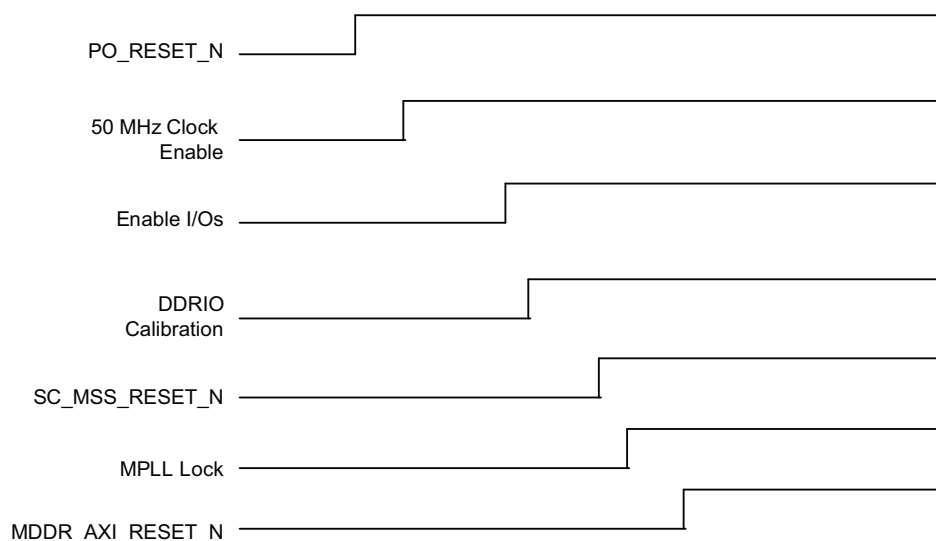 PO_RESET_N
50 MHz Clock
Enable
Enable I/Os
DDRIO
Calibration
SC_MSS_RESET_N
MPLL Lock
MDDR_AXI_RESET_N